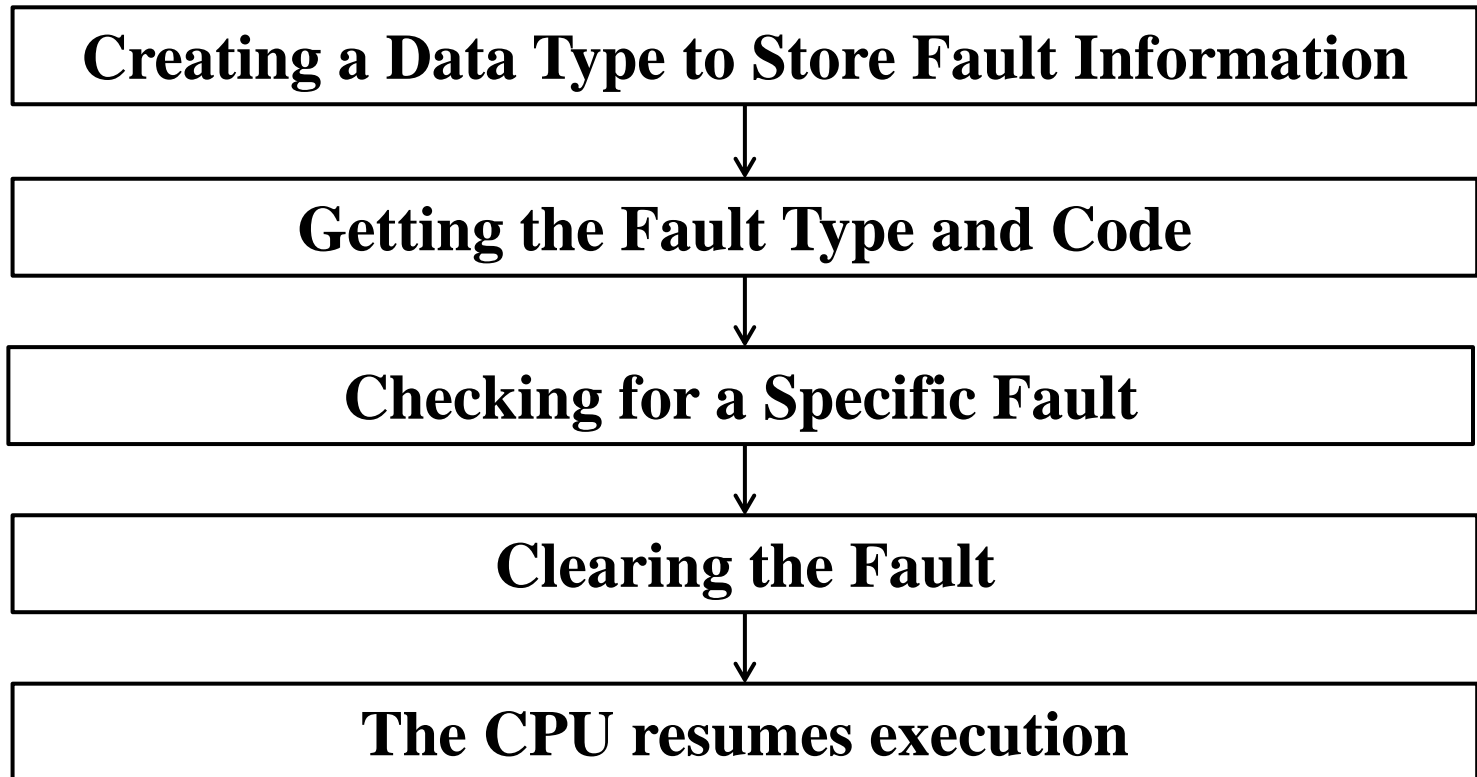 Creating a Data Type to Store Fault Information
Getting the Fault Type and Code
Checking for a Specific Fault
Clearing the Fault
The CPU resumes execution